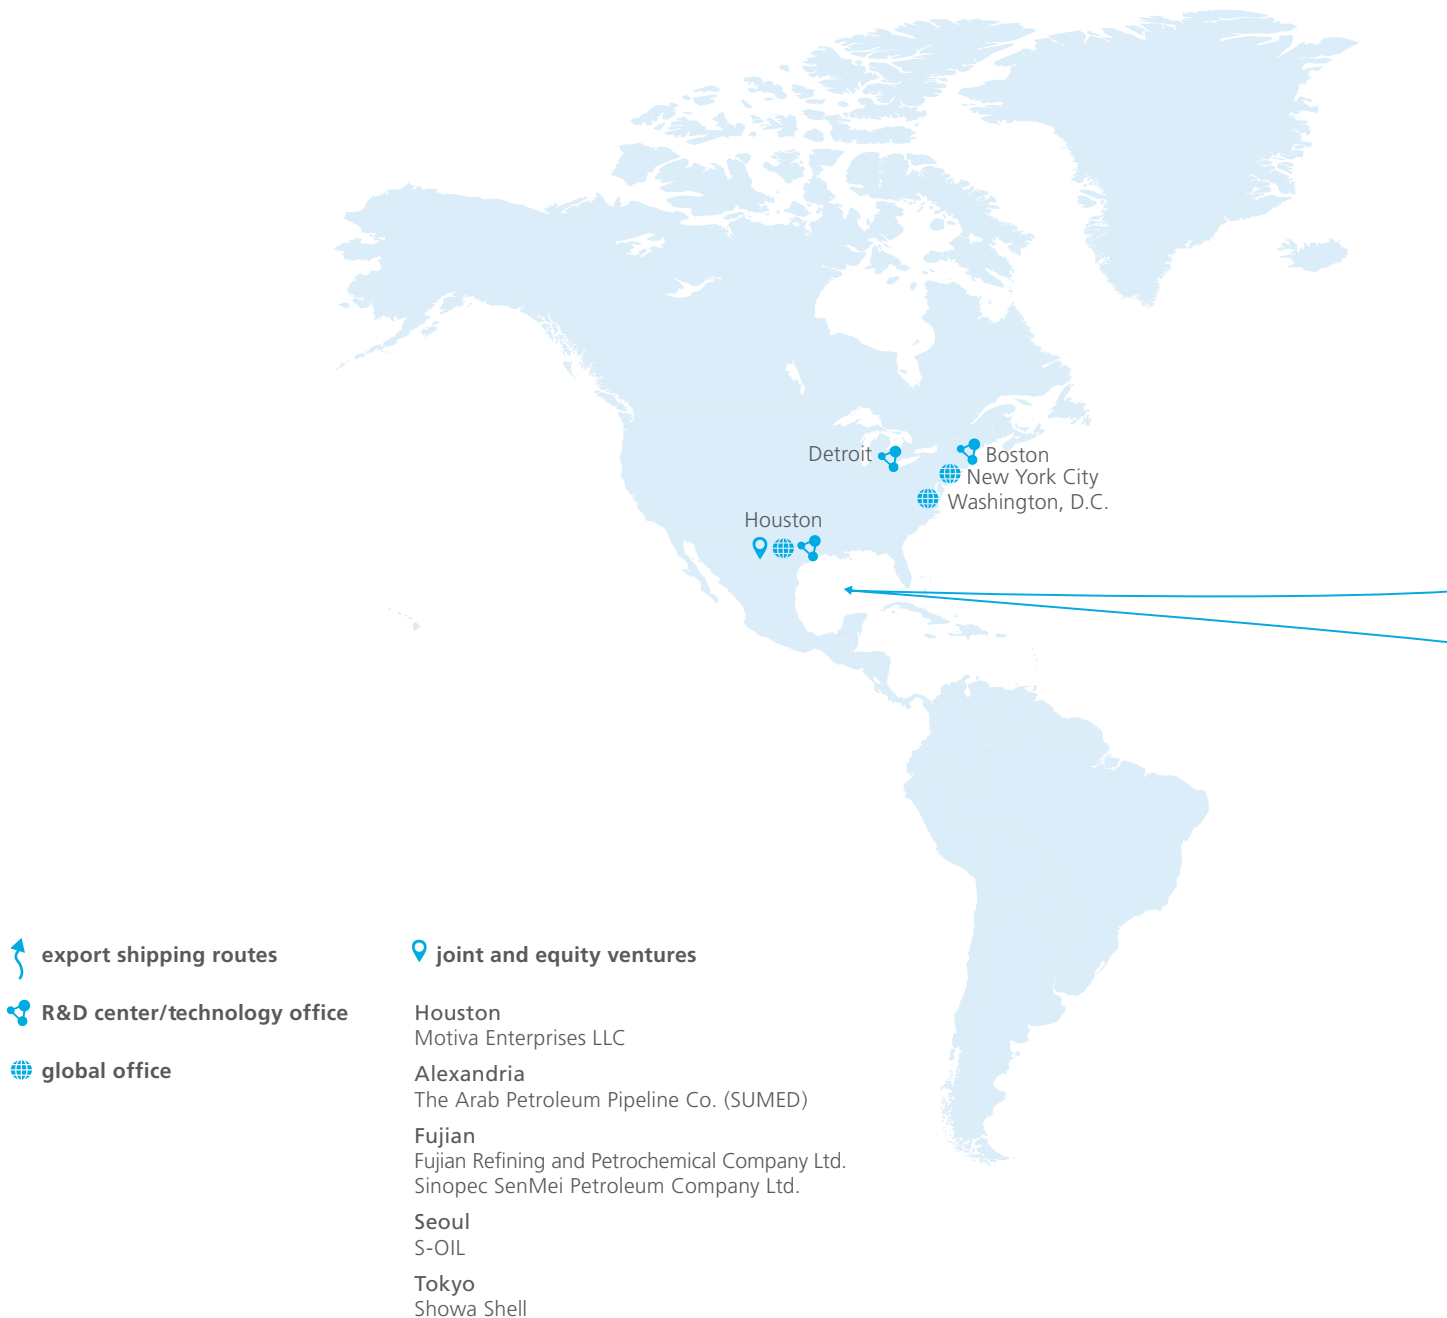 Detroit
Boston
New York City
Washington, D.C.
Houston
export shipping routes
R&D center/technology office
global office
joint and equity ventures
Houston
Motiva Enterprises LLC
Alexandria
The Arab Petroleum Pipeline Co. (SUMED)
Fujian
Fujian Refining and Petrochemical Company Ltd.
Sinopec SenMei Petroleum Company Ltd.
Seoul
S-OIL
Tokyo
Showa Shell